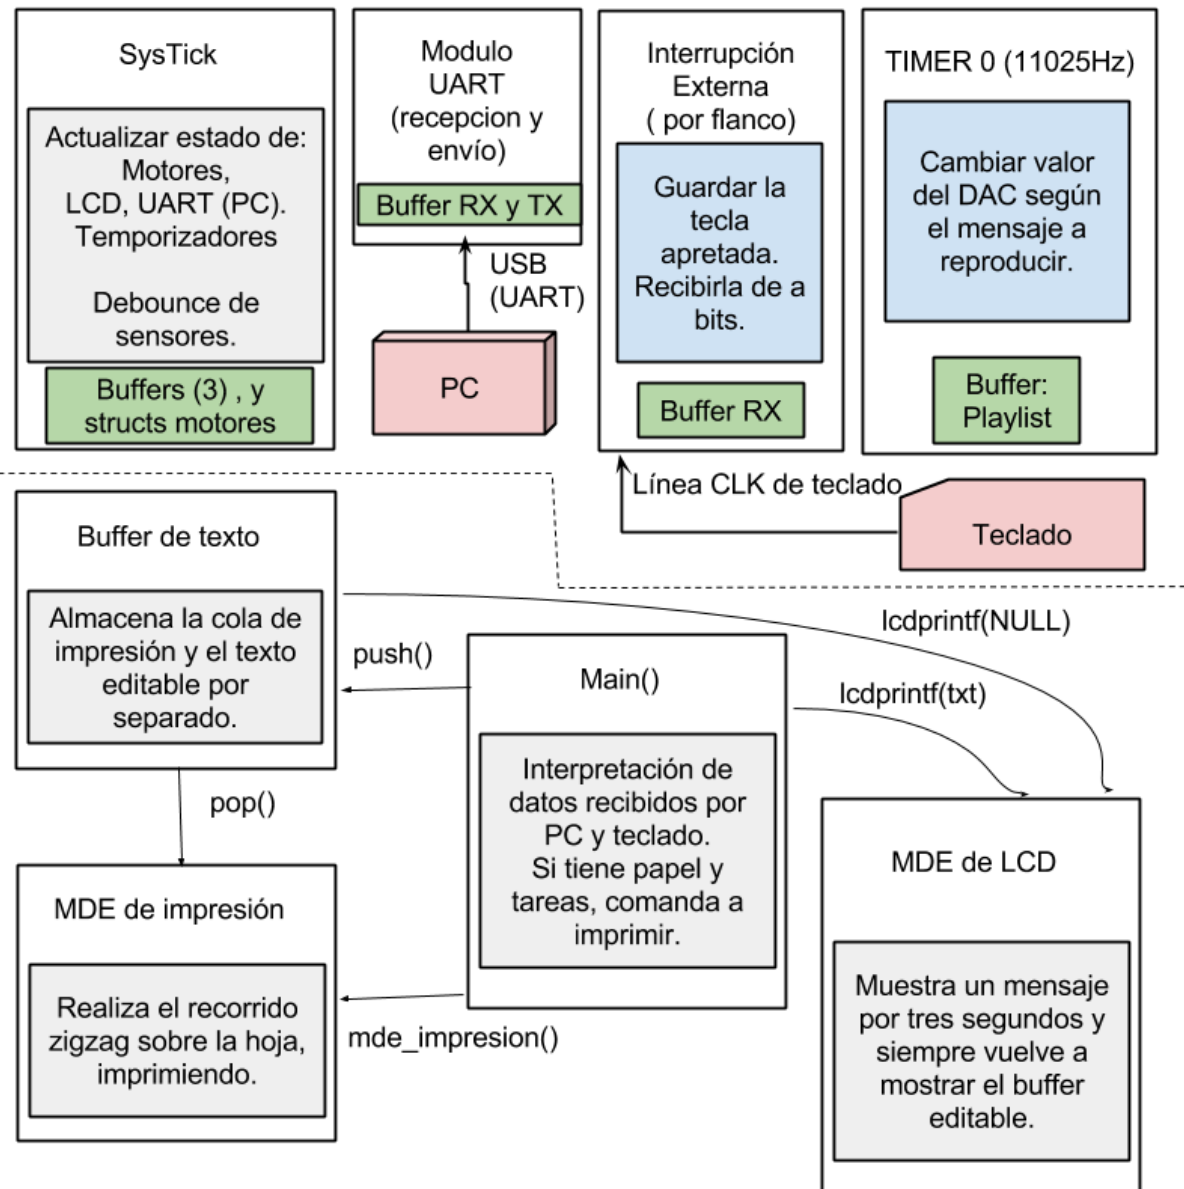 SysTick
Actualizar estado de:
Motores,
LCD, UART (PC).
Temporizadores
Debounce de
sensores.
Buffers (3) , y
structs motores
Modulo
UART
(recepcion y
envío)
Buffer RX y TX
USB
(UART)
PC
Interrupción
Externa
( por flanco)
Guardar la
tecla
apretada.
Recibirla de a
bits.
Buffer RX
TIMER 0 (11025Hz)
Cambiar valor
del DAC según
el mensaje a
reproducir.
Buffer:
Playlist
Línea CLK de teclado
Teclado
Buffer de texto
Almacena la cola de
impresión y el texto
editable por
separado.
push()
pop()
Main()
Interpretación de
datos recibidos por
PC y teclado.
Si tiene papel y
tareas, comanda a
imprimir.
lcdprintf(NULL)
lcdprintf(txt)
MDE de impresión
Realiza el recorrido
zigzag sobre la hoja,
imprimiendo.
mde_impresion()
MDE de LCD
Muestra un mensaje
por tres segundos y
siempre vuelve a
mostrar el buffer
editable.